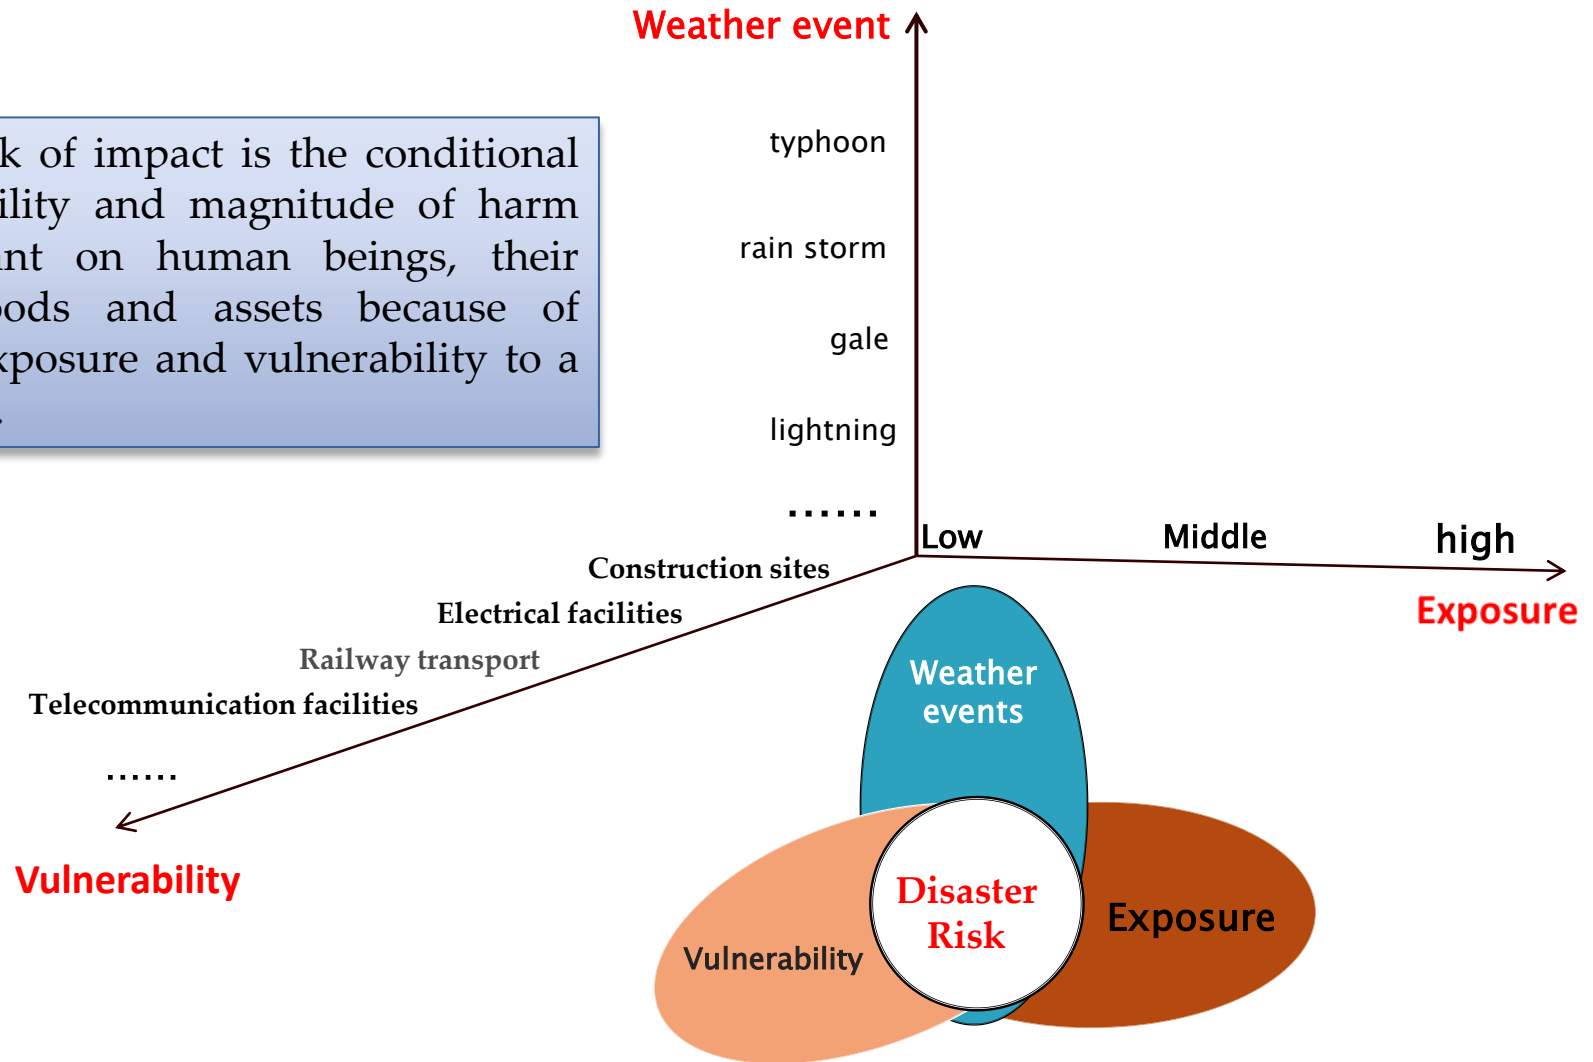 Weather event
k of impact is the conditional
ility and magnitude of harm
nt on human beings, their
ods and assets because of
xposure and vulnerability to a
.
typhoon
rain storm
gale
lightning
......
Low Middle high
Exposure
Construction sites
Electrical facilities
Railway transport
Telecommunication facilities
......
Vulnerability
Weather
events
Disaster
Risk
Exposure
Vulnerability